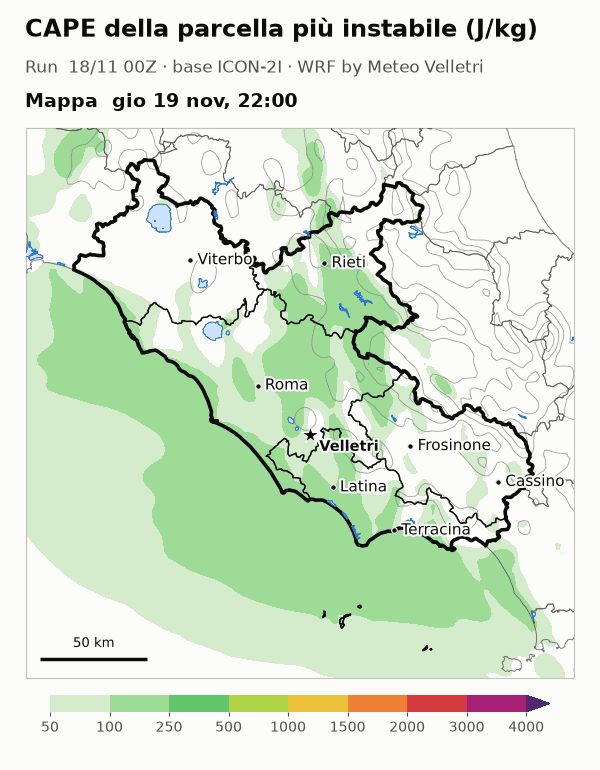 CAPE della parcella più instabile (J/kg)
Run  18/11 00Z · base ICON-2I · WRF by Meteo Velletri
Mappa  gio 19 nov, 22:00
Viterbo
Rieti
Roma
Velletri
Frosinone
Cassino
Latina
Terracina
50 km
50 100 250 500 1000 1500 2000 3000 4000